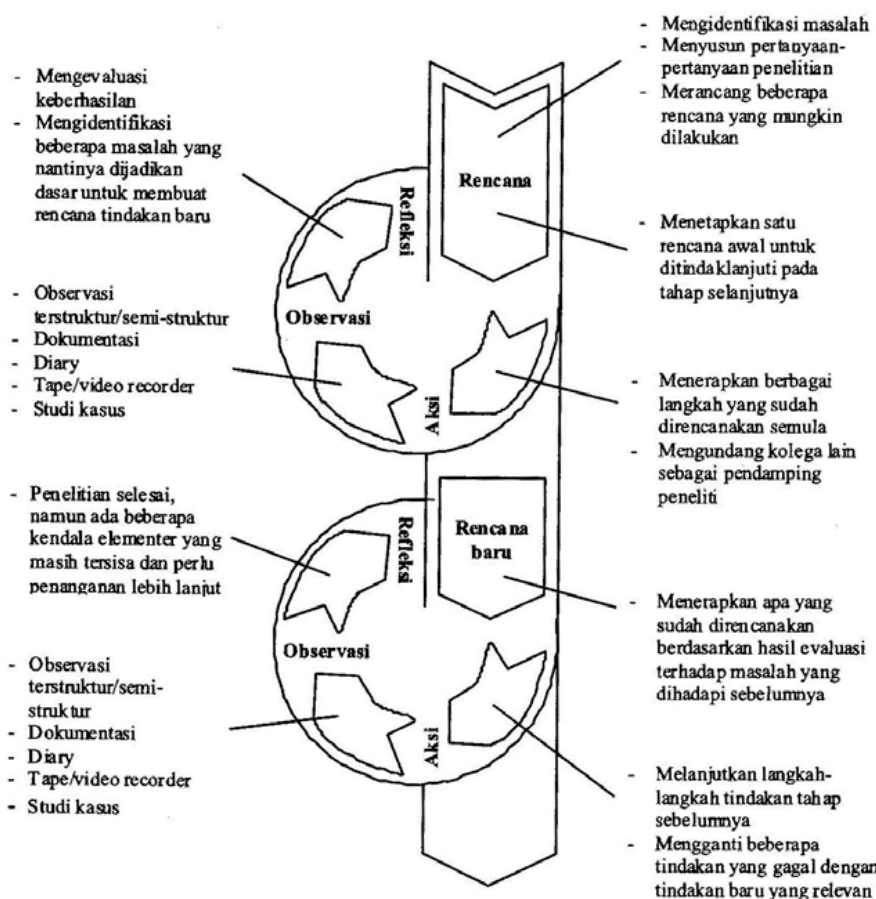 - Mengidentifikasi masalah
- Menyusun pertanyaan-
pertanyaan penelitian
- Merancang beberapa
rencana yang mungkin
dilakukan
- Mengevaluasi
keberhasilan
- Mengidentifikasi
beberapa masalah yang
nantinya dijadikan
dasar untuk membuat
rencana tindakan baru
Refleksi
Rencana
- Menetapkan satu
rencana awal untuk
ditindaklanjuti pada
tahap selanjutnya
- Observasi
terstruktur/semi-struktur
- Dokumentasi
- Diary
- Tape/video recorder
- Studi kasus
Observasi
Aksi
- Menerapkan berbagai
langkah yang sudah
direncanakan semula
- Mengundang kolega lain
sebagai pendamping
peneliti
- Penelitian selesai,
namun ada beberapa
kendala elementer yang
masih tersisa dan perlu
penanganan lebih lanjut
Refleksi
Rencana
baru
- Menerapkan apa yang
sudah direncanakan
berdasarkan hasil evaluasi
terhadap masalah yang
dihadapi sebelumnya
Observasi
- Observasi
terstruktur/semi-
struktur
- Dokumentasi
- Diary
- Tape/video recorder
- Studi kasus
Aksi
- Melanjutkan langkah-
langkah tindakan tahap
sebelumnya
- Mengganti beberapa
tindakan yang gagal dengan
tindakan baru yang relevan